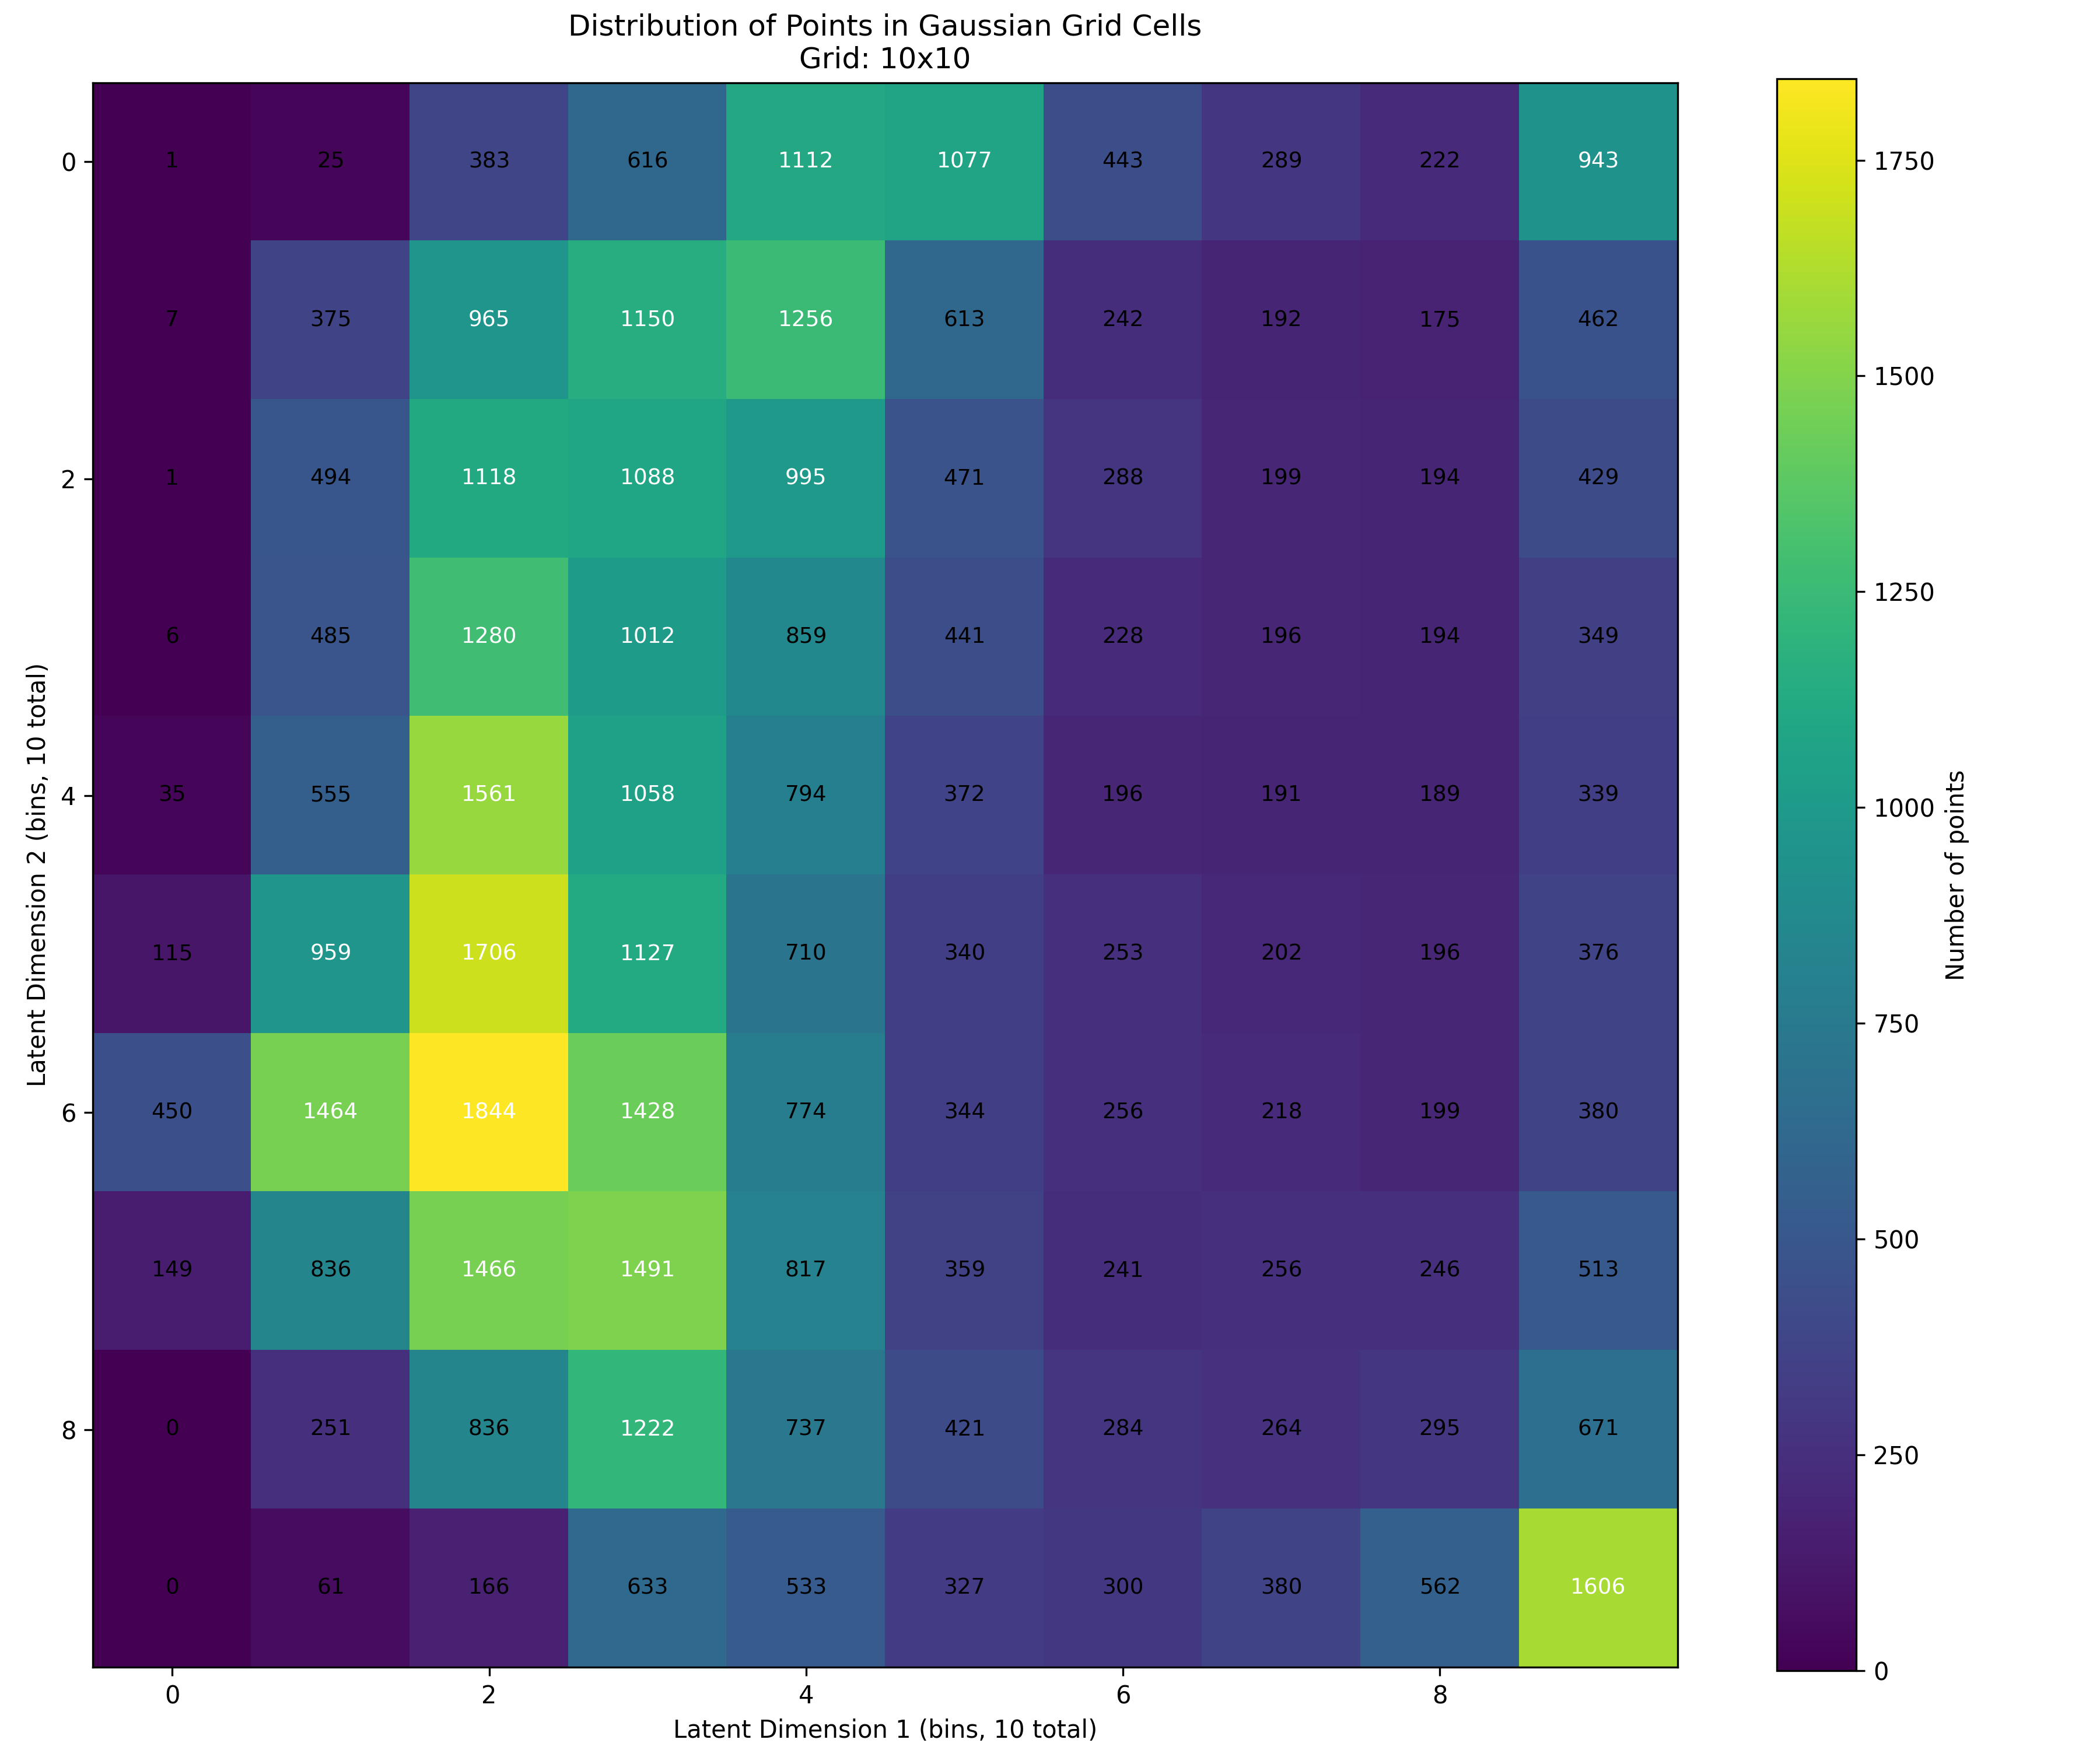 Distribution of Points in Gaussian Grid Cells
Grid: 10x10
0 1 25 383 616 1112 1077 443 289 222 943
7 375 965 1150 1256 613 242 192 175 462
2 1 494 1118 1088 995 471 288 199 194 429
6 485 1280 1012 859 441 228 196 194 349
4 35 555 1561 1058 794 372 196 191 189 339
115 959 1706 1127 710 340 253 202 196 376
6 450 1464 1844 1428 774 344 256 218 199 380
149 836 1466 1491 817 359 241 256 246 513
8 0 251 836 1222 737 421 284 264 295 671
0 61 166 633 533 327 300 380 562 1606
0 2 4 6 8
Latent Dimension 1 (bins, 10 total)
Latent Dimension 2 (bins, 10 total)
1750
1500
1250
1000
750
500
250
0
Number of points